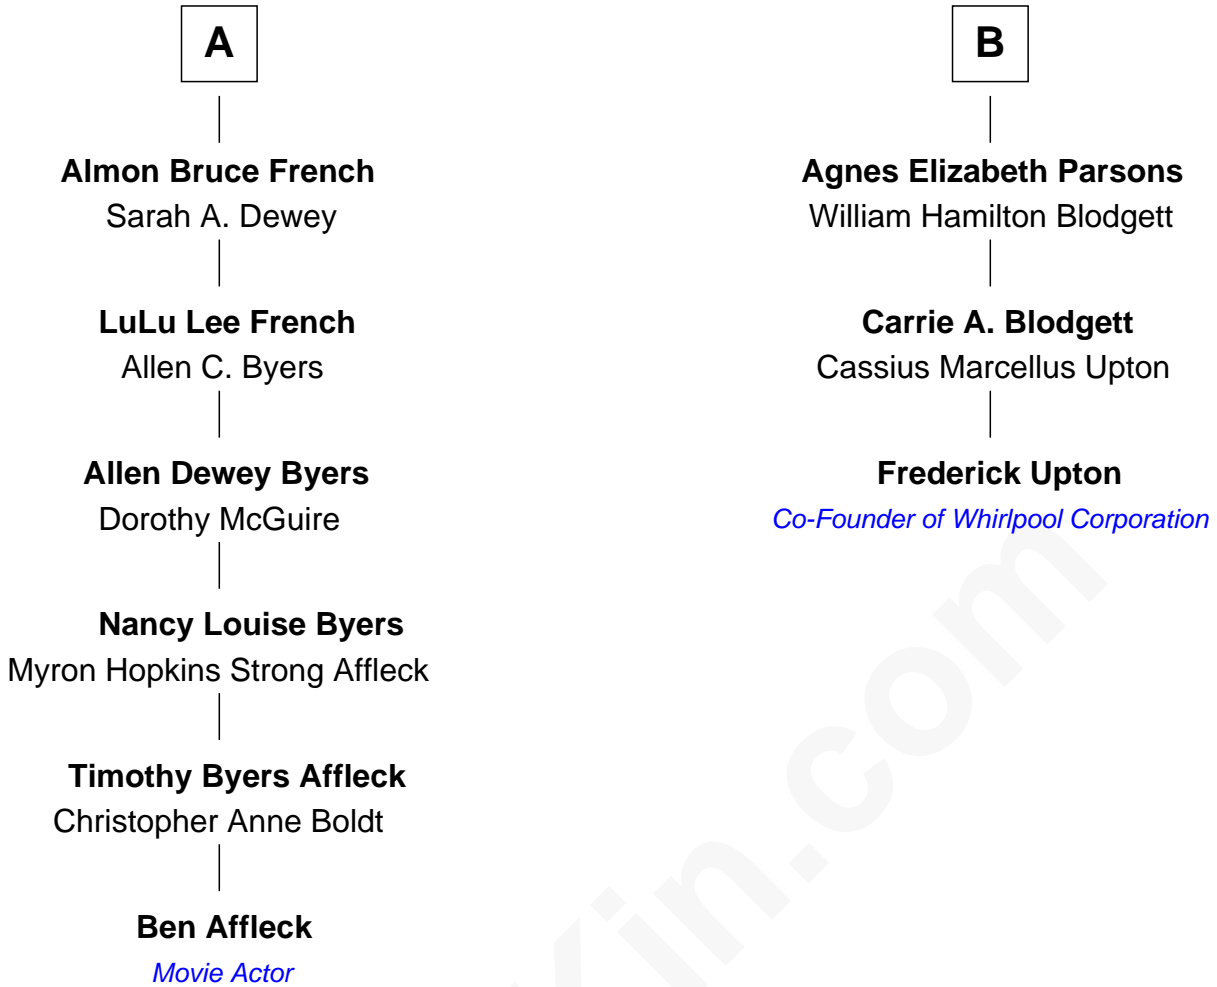 A
Almon Bruce French
Sarah A. Dewey
LuLu Lee French
Allen C. Byers
Allen Dewey Byers
Dorothy McGuire
Nancy Louise Byers
Myron Hopkins Strong Affleck
Timothy Byers Affleck
Christopher Anne Boldt
Ben Affleck
Movie Actor
B
Agnes Elizabeth Parsons
William Hamilton Blodgett
Carrie A. Blodgett
Cassius Marcellus Upton
Frederick Upton
Co-Founder of Whirlpool Corporation
Kin.com